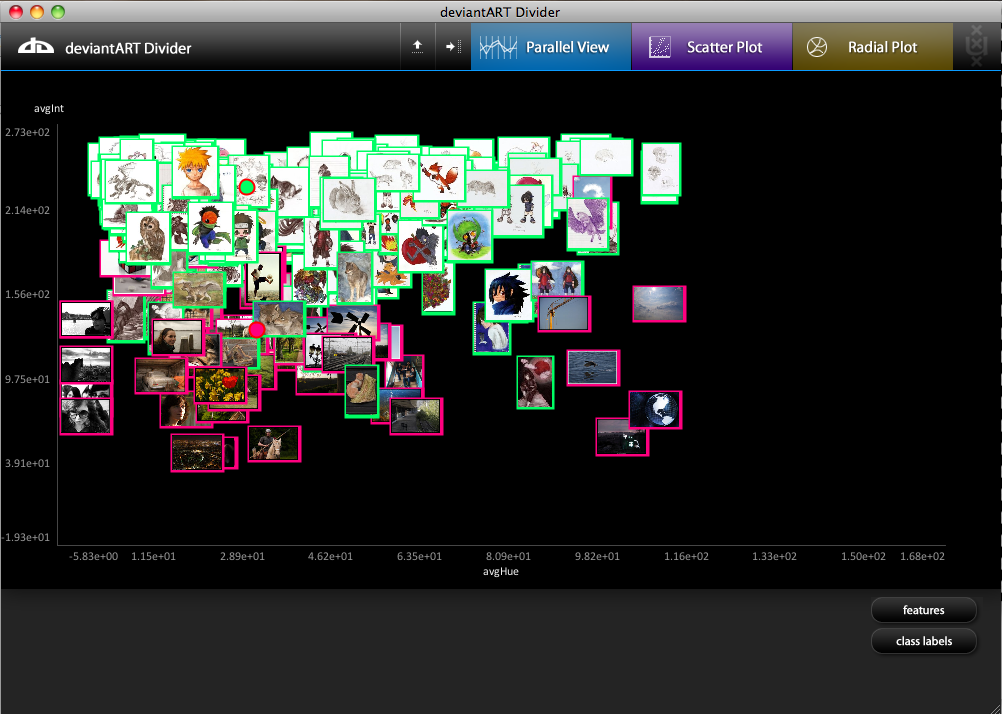 deviantART Divider
deviantART Divider
Parallel View
Scatter Plot
Radial Plot
avgInt
2.73e+02
2.14e+02
1.56e+02
9.75e+01
3.91e+01
-1.93e+01
-5.83e+00 1.15e+01 2.89e+01 4.62e+01 6.35e+01 8.09e+01 9.82e+01 1.16e+02 1.33e+02 1.50e+02 1.68e+02
avgHue
features
class labels